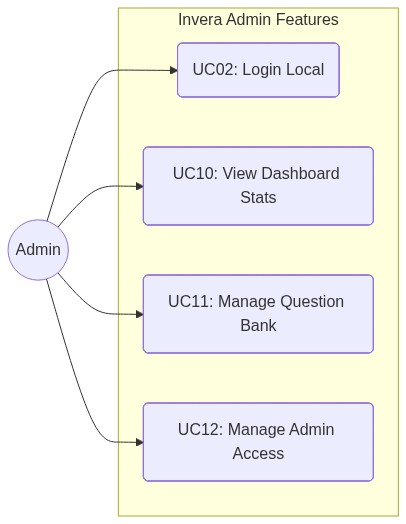 Invera Admin Features
UC02: Login Local
UC10: View Dashboard
Stats
Admin
UC11: Manage Question
Bank
UC12: Manage Admin
Access